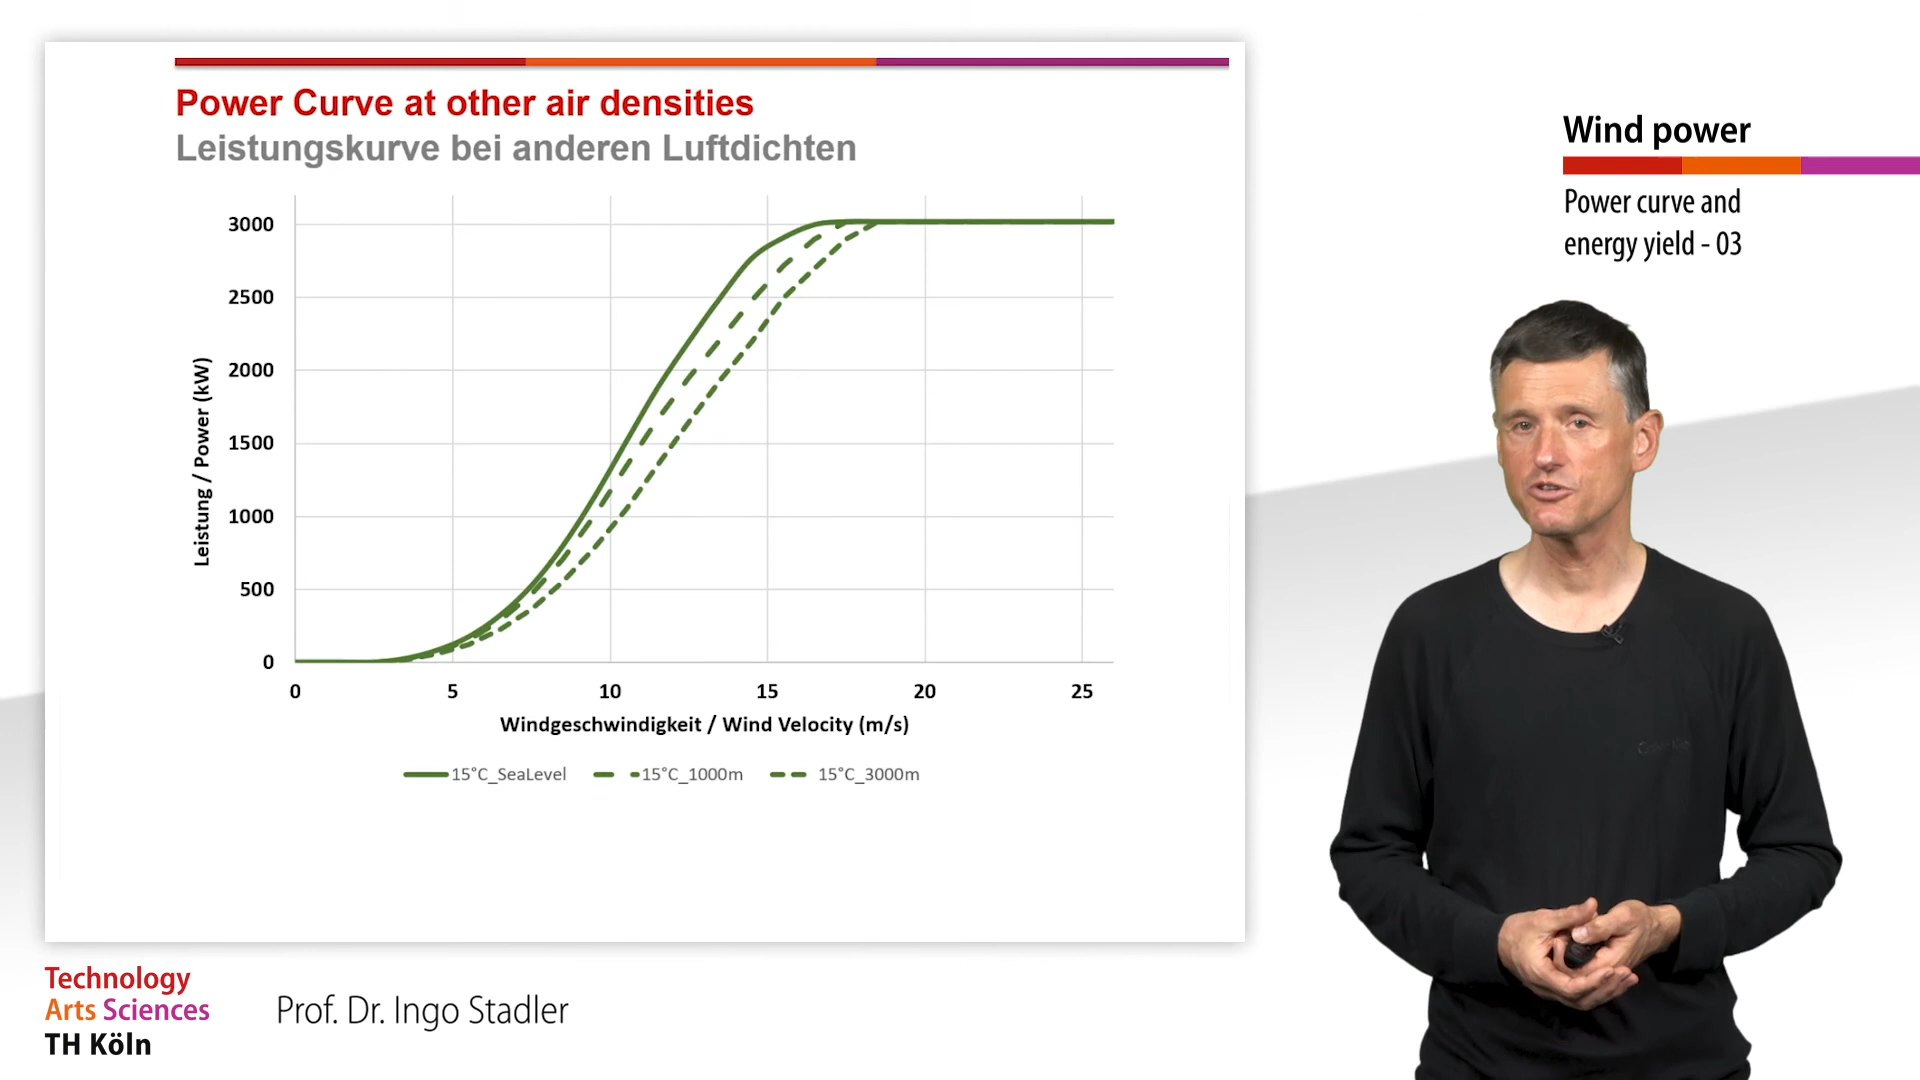 Power Curve at other air densities
Leistungskurve bei anderen Luftdichten
3000
2500
2000
1500
1000
500
0
Leistung / Power (kW)
0 5 10 15 20 25
Windgeschwindigkeit / Wind Velocity (m/s)
15°C_SeaLevel 15°C_1000m 15°C_3000m
Wind power
Power curve and
energy yield - 03
Technology
Arts Sciences
TH Köln
Prof. Dr. Ingo Stadler